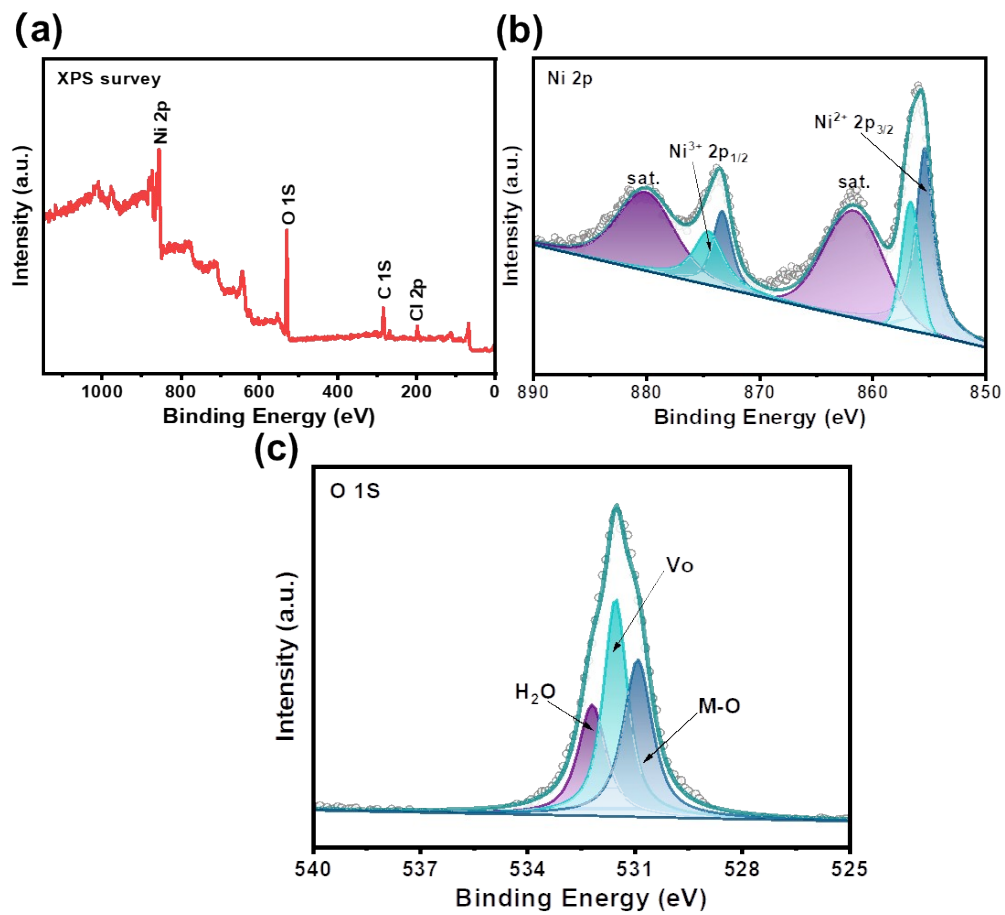 (a)
XPS survey
Ni 2p
O 1S
C 1S
Cl 2p
Intensity (a.u.)
1000 800 600 400 200 0
Binding Energy (eV)
(b)
Ni 2p
Ni²⁺ 2p₃/₂
Ni³⁺ 2p₁/₂
sat.
sat.
Intensity (a.u.)
890 880 870 860 850
Binding Energy (eV)
(c)
O 1S
Vo
H₂O
M-O
Intensity (a.u.)
540 537 534 531 528 525
Binding Energy (eV)